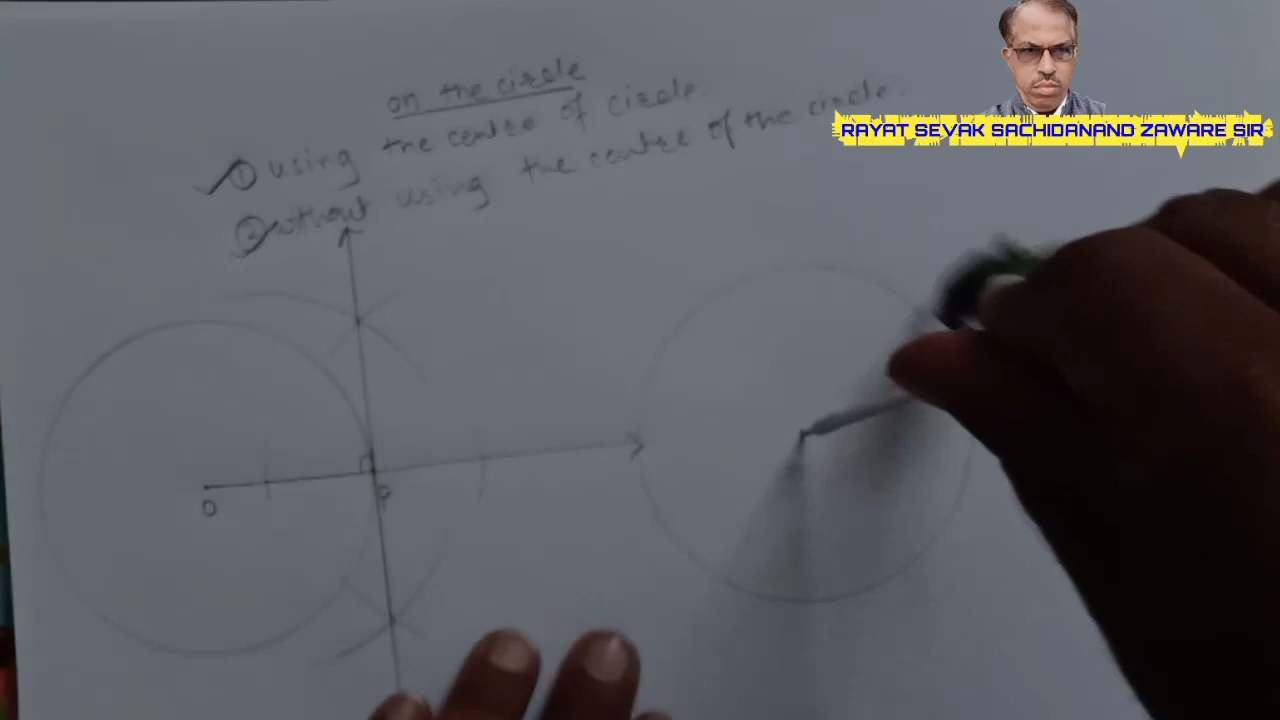 on the circle
① using the centre of circle.
② without using the centre of the circle.
RAYAT SEVAK SACHIDANAND ZAWARE SIR
O
P